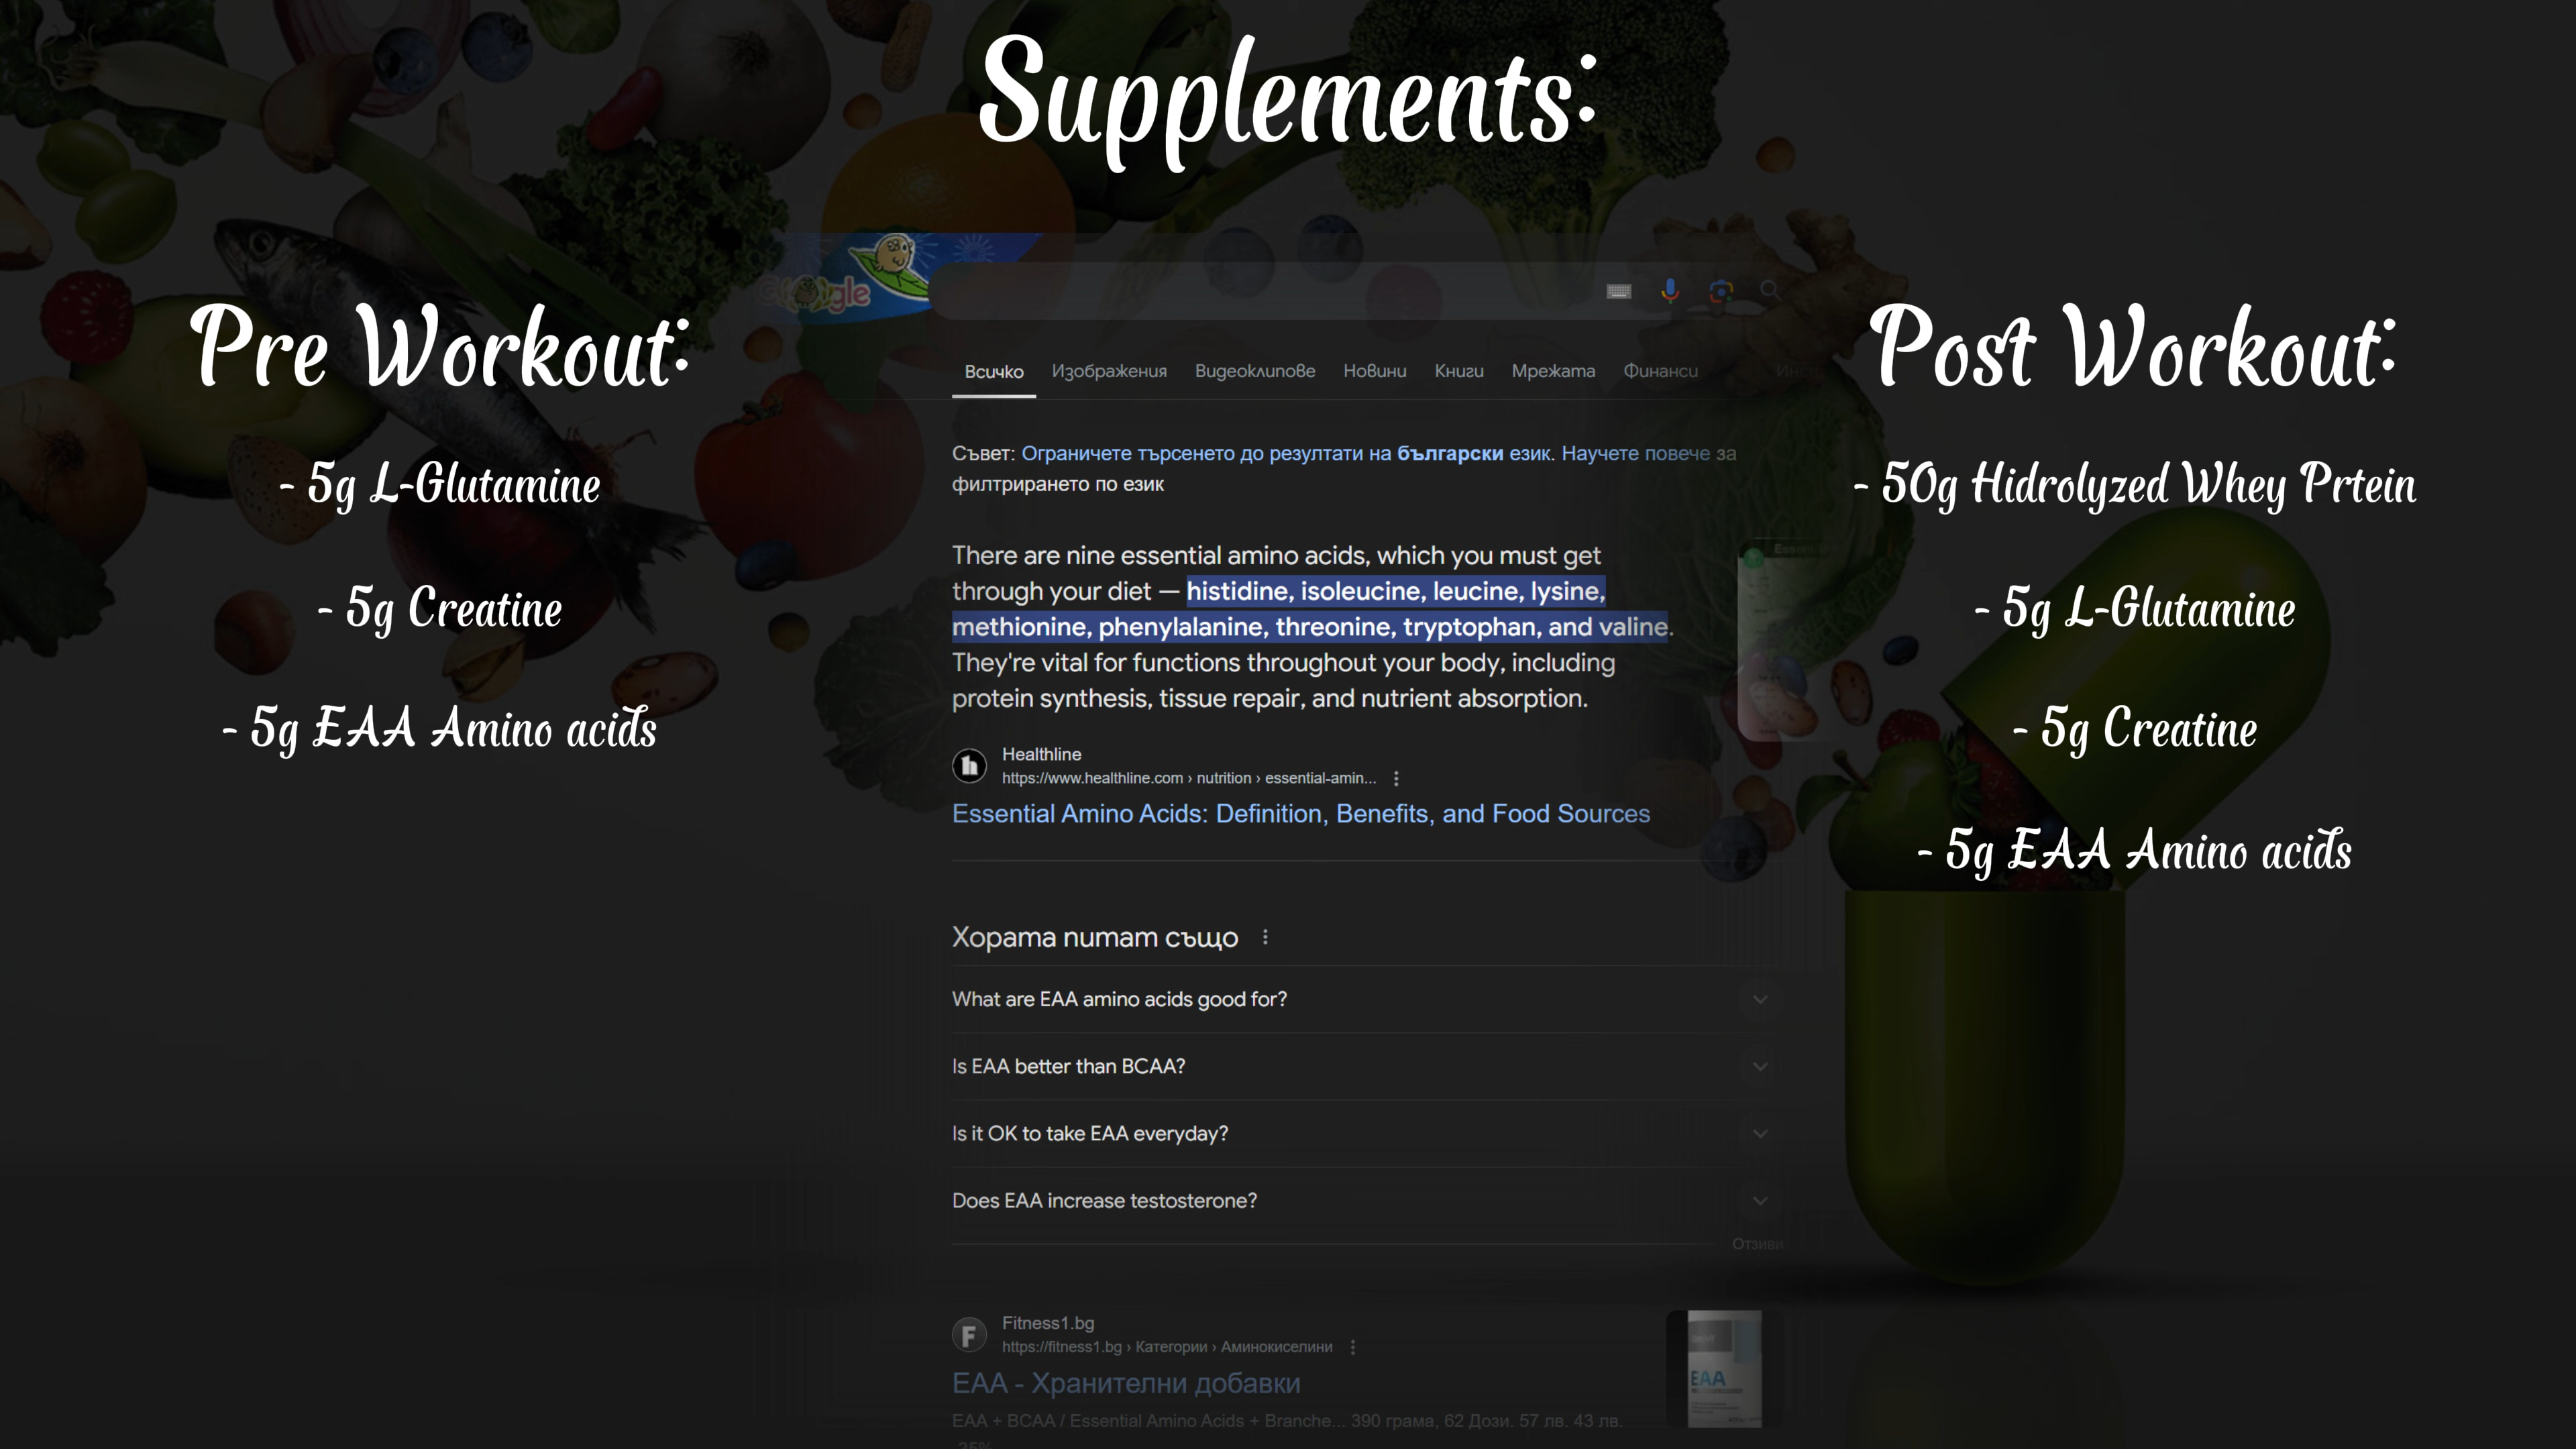 Supplements:
Pre Workout:
- 5g L-Glutamine
- 5g Creatine
- 5g EAA Amino acids
Google
Всичко Изображения Видеоклипове Новини Книги Мрежата Финанси
Съвет: Ограничете търсенето до резултати на български език. Научете повече за
филтрирането по език
There are nine essential amino acids, which you must get
through your diet — histidine, isoleucine, leucine, lysine,
methionine, phenylalanine, threonine, tryptophan, and valine.
They're vital for functions throughout your body, including
protein synthesis, tissue repair, and nutrient absorption.
Healthline
https://www.healthline.com › nutrition › essential-amin...
Essential Amino Acids: Definition, Benefits, and Food Sources
Хората питат също
What are EAA amino acids good for?
Is EAA better than BCAA?
Is it OK to take EAA everyday?
Does EAA increase testosterone?
Отзиви
Fitness1.bg
https://fitness1.bg › Категории › Аминокиселини
EAA - Хранителни добавки
EAA + BCAA / Essential Amino Acids + Branche... 390 грама, 62 Дози. 57 лв. 43 лв.
EAA
Post Workout:
- 50g Hidrolyzed Whey Prtein
- 5g L-Glutamine
- 5g Creatine
- 5g EAA Amino acids